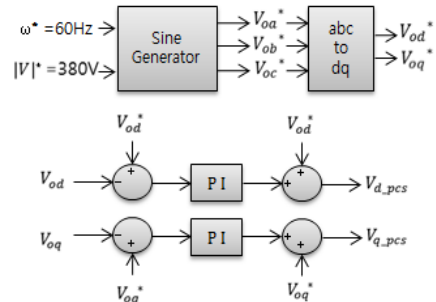 ω* =60Hz
|V|* =380V
Sine
Generator
Voa*
Vob*
Voc*
abc
to
dq
Vod*
Voq*
Vod*
Vod*
Vod
- +
PI
+ +
Vd_pcs
Voq
- +
PI
+ +
Vq_pcs
Voq*
Voq*